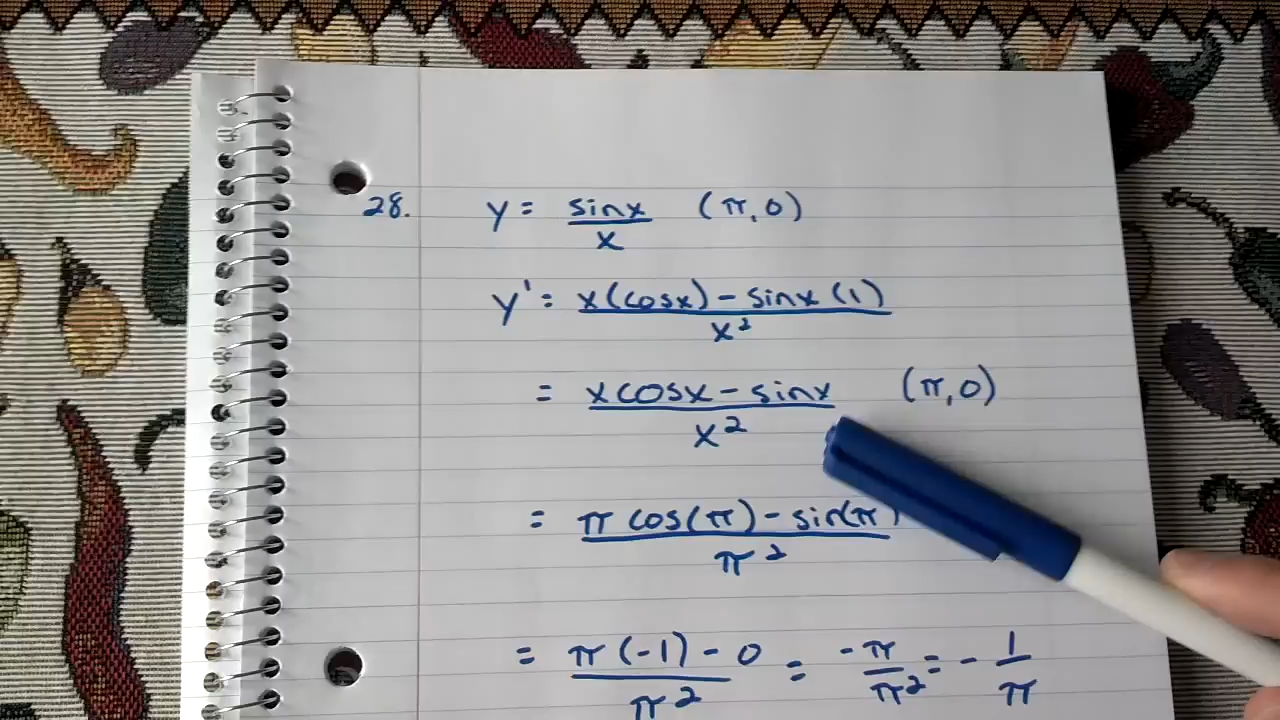 28. y = sinx/x (π,0)
y' = x(cosx) - sinx(1)/x²
= xcosx - sinx/x² (π,0)
= π cos(π) - sin(π)/π²
= π(-1) - 0/π² = -π/π² = - 1/π